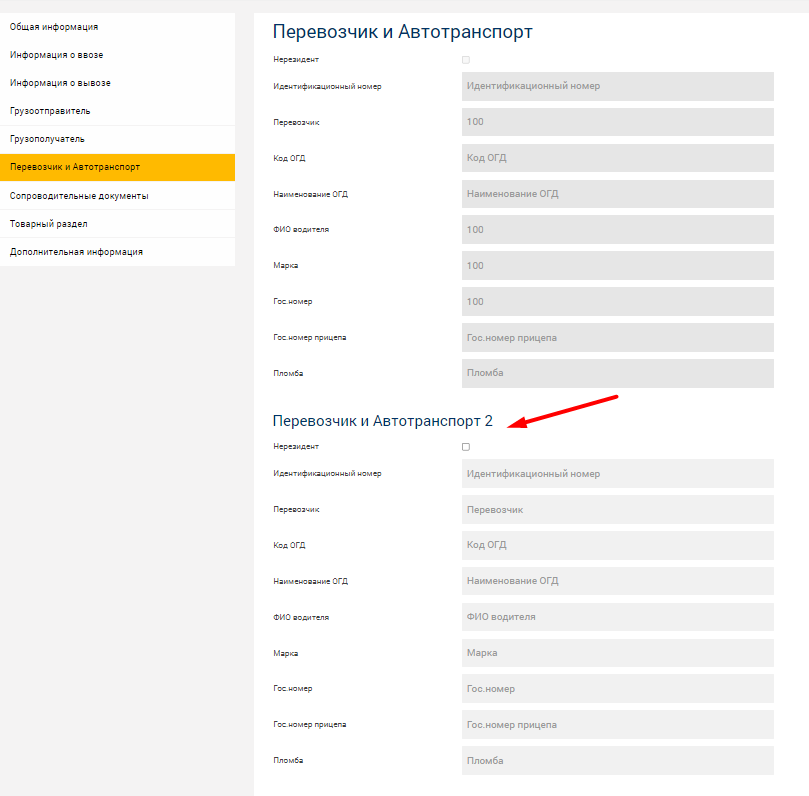 Общая информация
Информация о ввозе
Информация о вывозе
Грузоотправитель
Грузополучатель
Перевозчик и Автотранспорт
Сопроводительные документы
Товарный раздел
Дополнительная информация
Перевозчик и Автотранспорт
Нерезидент
Идентификационный номер Идентификационный номер
Перевозчик 100
Код ОГД Код ОГД
Наименование ОГД Наименование ОГД
ФИО водителя 100
Марка 100
Гос.номер 100
Гос.номер прицепа Гос.номер прицепа
Пломба Пломба
Перевозчик и Автотранспорт 2
Нерезидент
Идентификационный номер Идентификационный номер
Перевозчик Перевозчик
Код ОГД Код ОГД
Наименование ОГД Наименование ОГД
ФИО водителя ФИО водителя
Марка Марка
Гос.номер Гос.номер
Гос.номер прицепа Гос.номер прицепа
Пломба Пломба